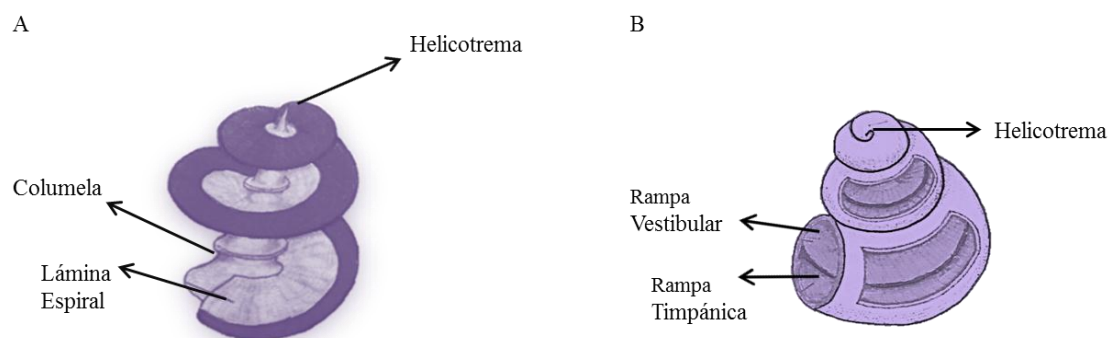 A
Helicotrema
Columela
Lámina
Espiral
B
Helicotrema
Rampa
Vestibular
Rampa
Timpánica